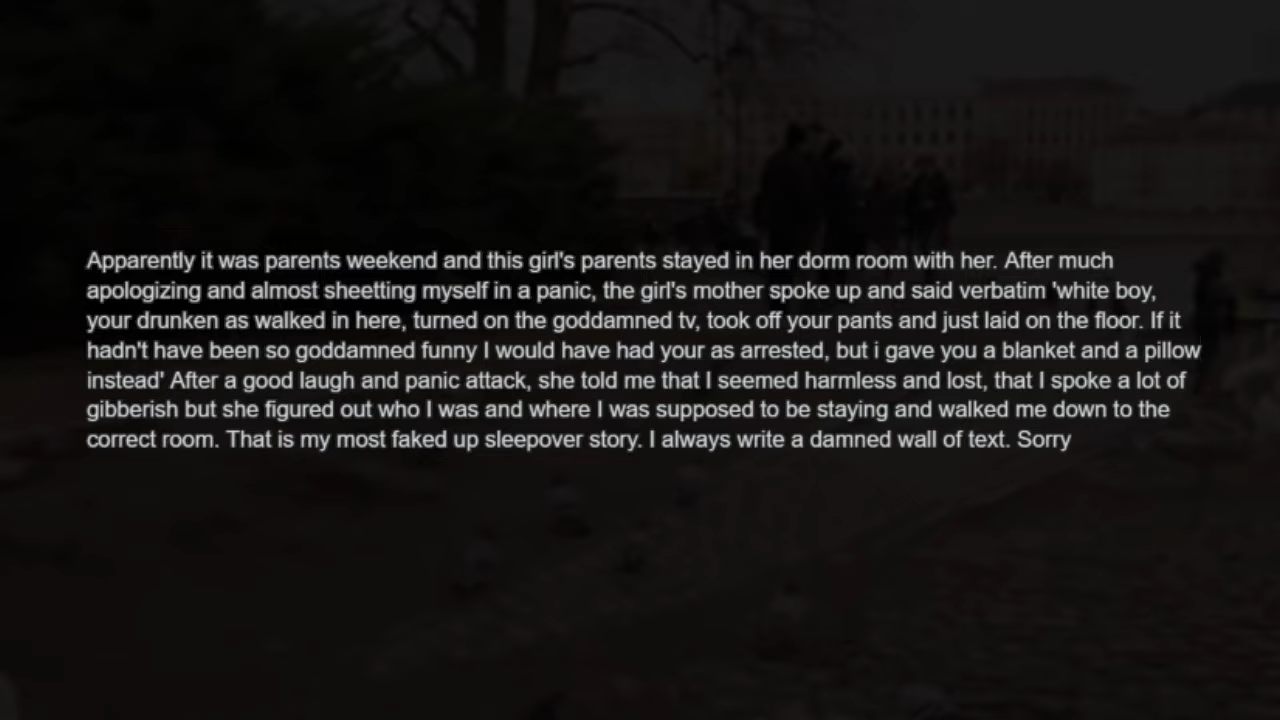 Apparently it was parents weekend and this girl's parents stayed in her dorm room with her. After much
apologizing and almost sheetting myself in a panic, the girl's mother spoke up and said verbatim 'white boy,
your drunken as walked in here, turned on the goddamned tv, took off your pants and just laid on the floor. If it
hadn't have been so goddamned funny I would have had your as arrested, but i gave you a blanket and a pillow
instead' After a good laugh and panic attack, she told me that I seemed harmless and lost, that I spoke a lot of
gibberish but she figured out who I was and where I was supposed to be staying and walked me down to the
correct room. That is my most faked up sleepover story. I always write a damned wall of text. Sorry